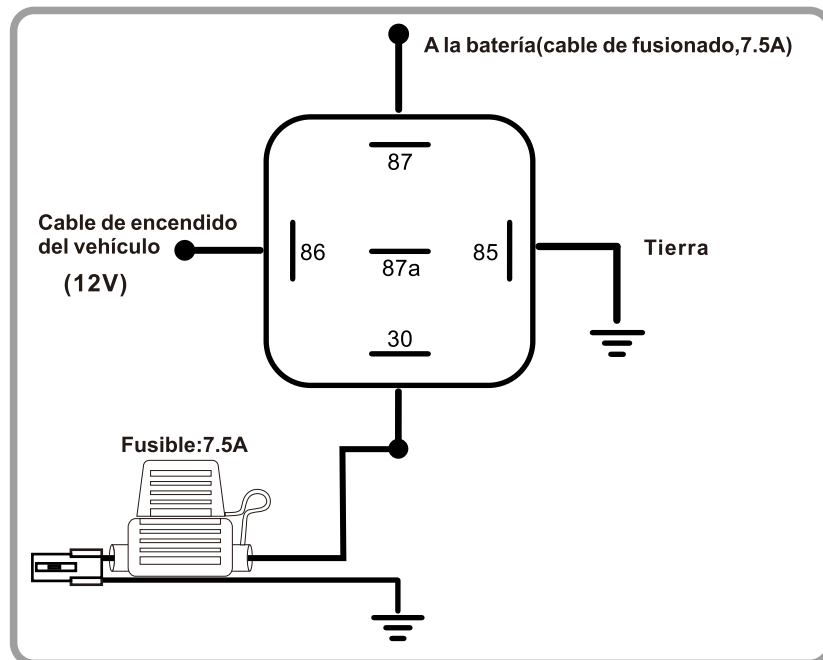 A la batería(cable de fusionado,7.5A)
87
Cable de encendido
del vehículo
(12V)
86
87a
85
Tierra
30
Fusible:7.5A